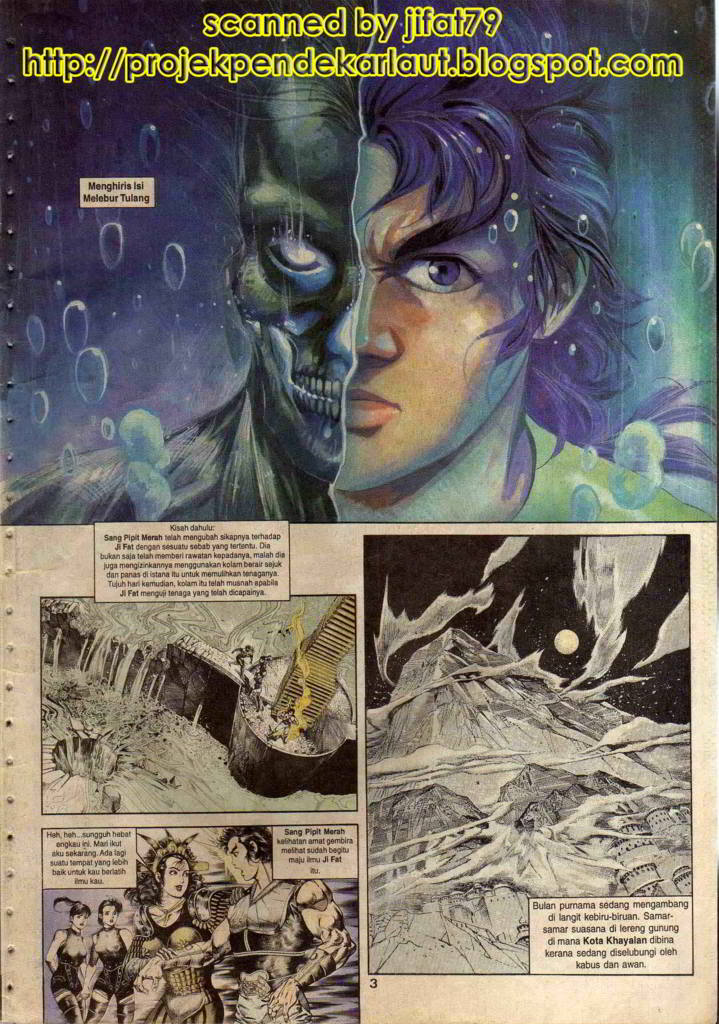 scanned by jifat79
http://projekpendekarlaut.blogspot.com
Menghiris Isi
Melebur Tulang
Kisah dahulu:
Sang Pipit Merah telah mengubah sikapnya terhadap
Ji Fat dengan sesuatu sebab yang tertentu. Dia
bukan saja telah memberi rawatan kepadanya, malah dia
juga mengizinkannya menggunakan kolam berair sejuk
dan panas di istana itu untuk memulihkan tenaganya.
Tujuh hari kemudian, kolam itu telah musnah apabila
Ji Fat menguji tenaga yang telah dicapainya.
Heh, heh...sungguh hebat
engkau ini. Mari ikut
aku sekarang. Ada lagi
suatu tempat yang lebih
baik untuk kau berlatih
ilmu kau.
Sang Pipit Merah
kelihatan amat gembira
melihat sudah begitu
maju ilmu Ji Fat
itu.
Bulan purnama sedang mengambang
di langit kebiru-biruan. Samar-
samar suasana di lereng gunung
di mana Kota Khayalan dibina
kerana sedang diselubungi oleh
kabus dan awan.
3